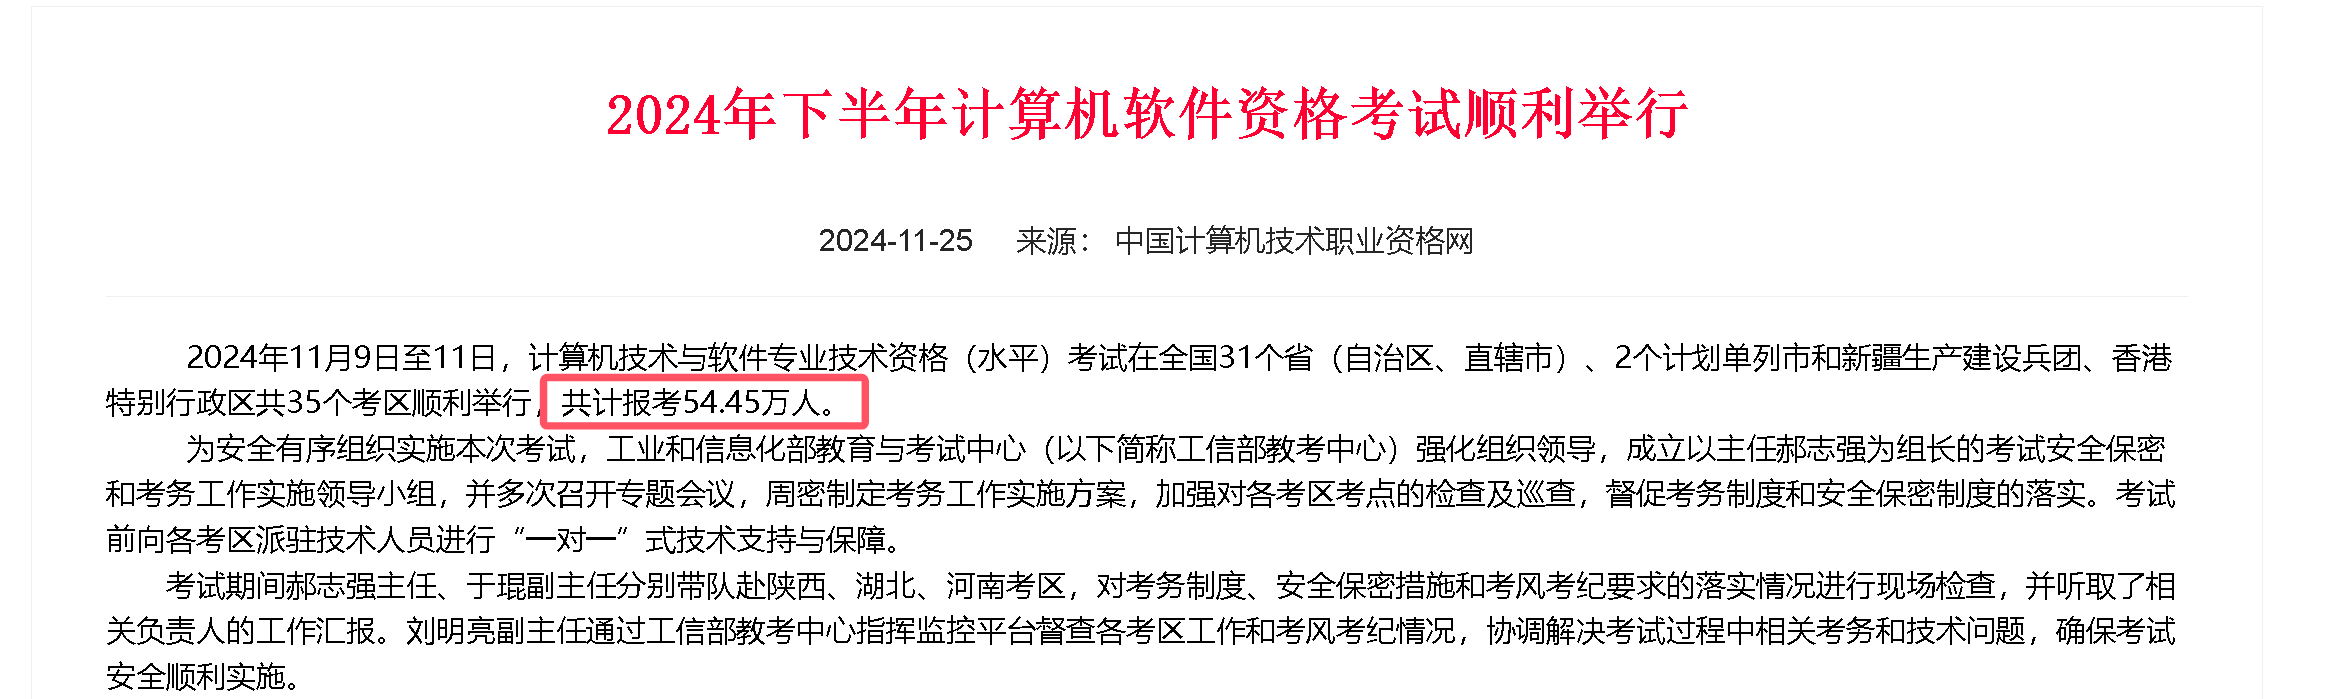 2024年下半年计算机软件资格考试顺利举行
2024-11-25 来源： 中国计算机技术职业资格网
2024年11月9日至11日，计算机技术与软件专业技术资格（水平）考试在全国31个省（自治区、直辖市）、2个计划单列市和新疆生产建设兵团、香港
特别行政区共35个考区顺利举行，共计报考54.45万人。
为安全有序组织实施本次考试，工业和信息化部教育与考试中心（以下简称工信部教考中心）强化组织领导，成立以主任郝志强为组长的考试安全保密
和考务工作实施领导小组，并多次召开专题会议，周密制定考务工作实施方案，加强对各考区考点的检查及巡查，督促考务制度和安全保密制度的落实。考试
前向各考区派驻技术人员进行“一对一”式技术支持与保障。
考试期间郝志强主任、于琨副主任分别带队赴陕西、湖北、河南考区，对考务制度、安全保密措施和考风考纪要求的落实情况进行现场检查，并听取了相
关负责人的工作汇报。刘明亮副主任通过工信部教考中心指挥监控平台督查各考区工作和考风考纪情况，协调解决考试过程中相关考务和技术问题，确保考试
安全顺利实施。